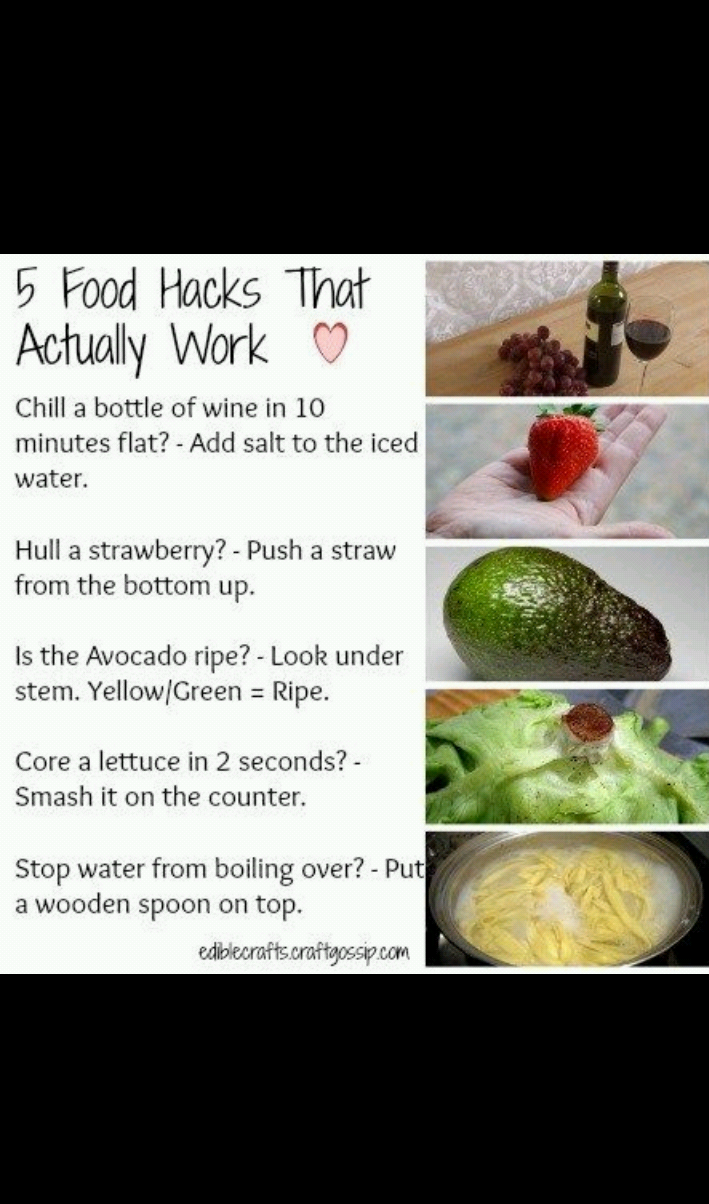 5 Food Hacks That
Actually Work
Chill a bottle of wine in 10
minutes flat? - Add salt to the iced
water.
Hull a strawberry? - Push a straw
from the bottom up.
Is the Avocado ripe? - Look under
stem. Yellow/Green = Ripe.
Core a lettuce in 2 seconds? -
Smash it on the counter.
Stop water from boiling over? - Put
a wooden spoon on top.
ediblecrafts.craftgossip.com